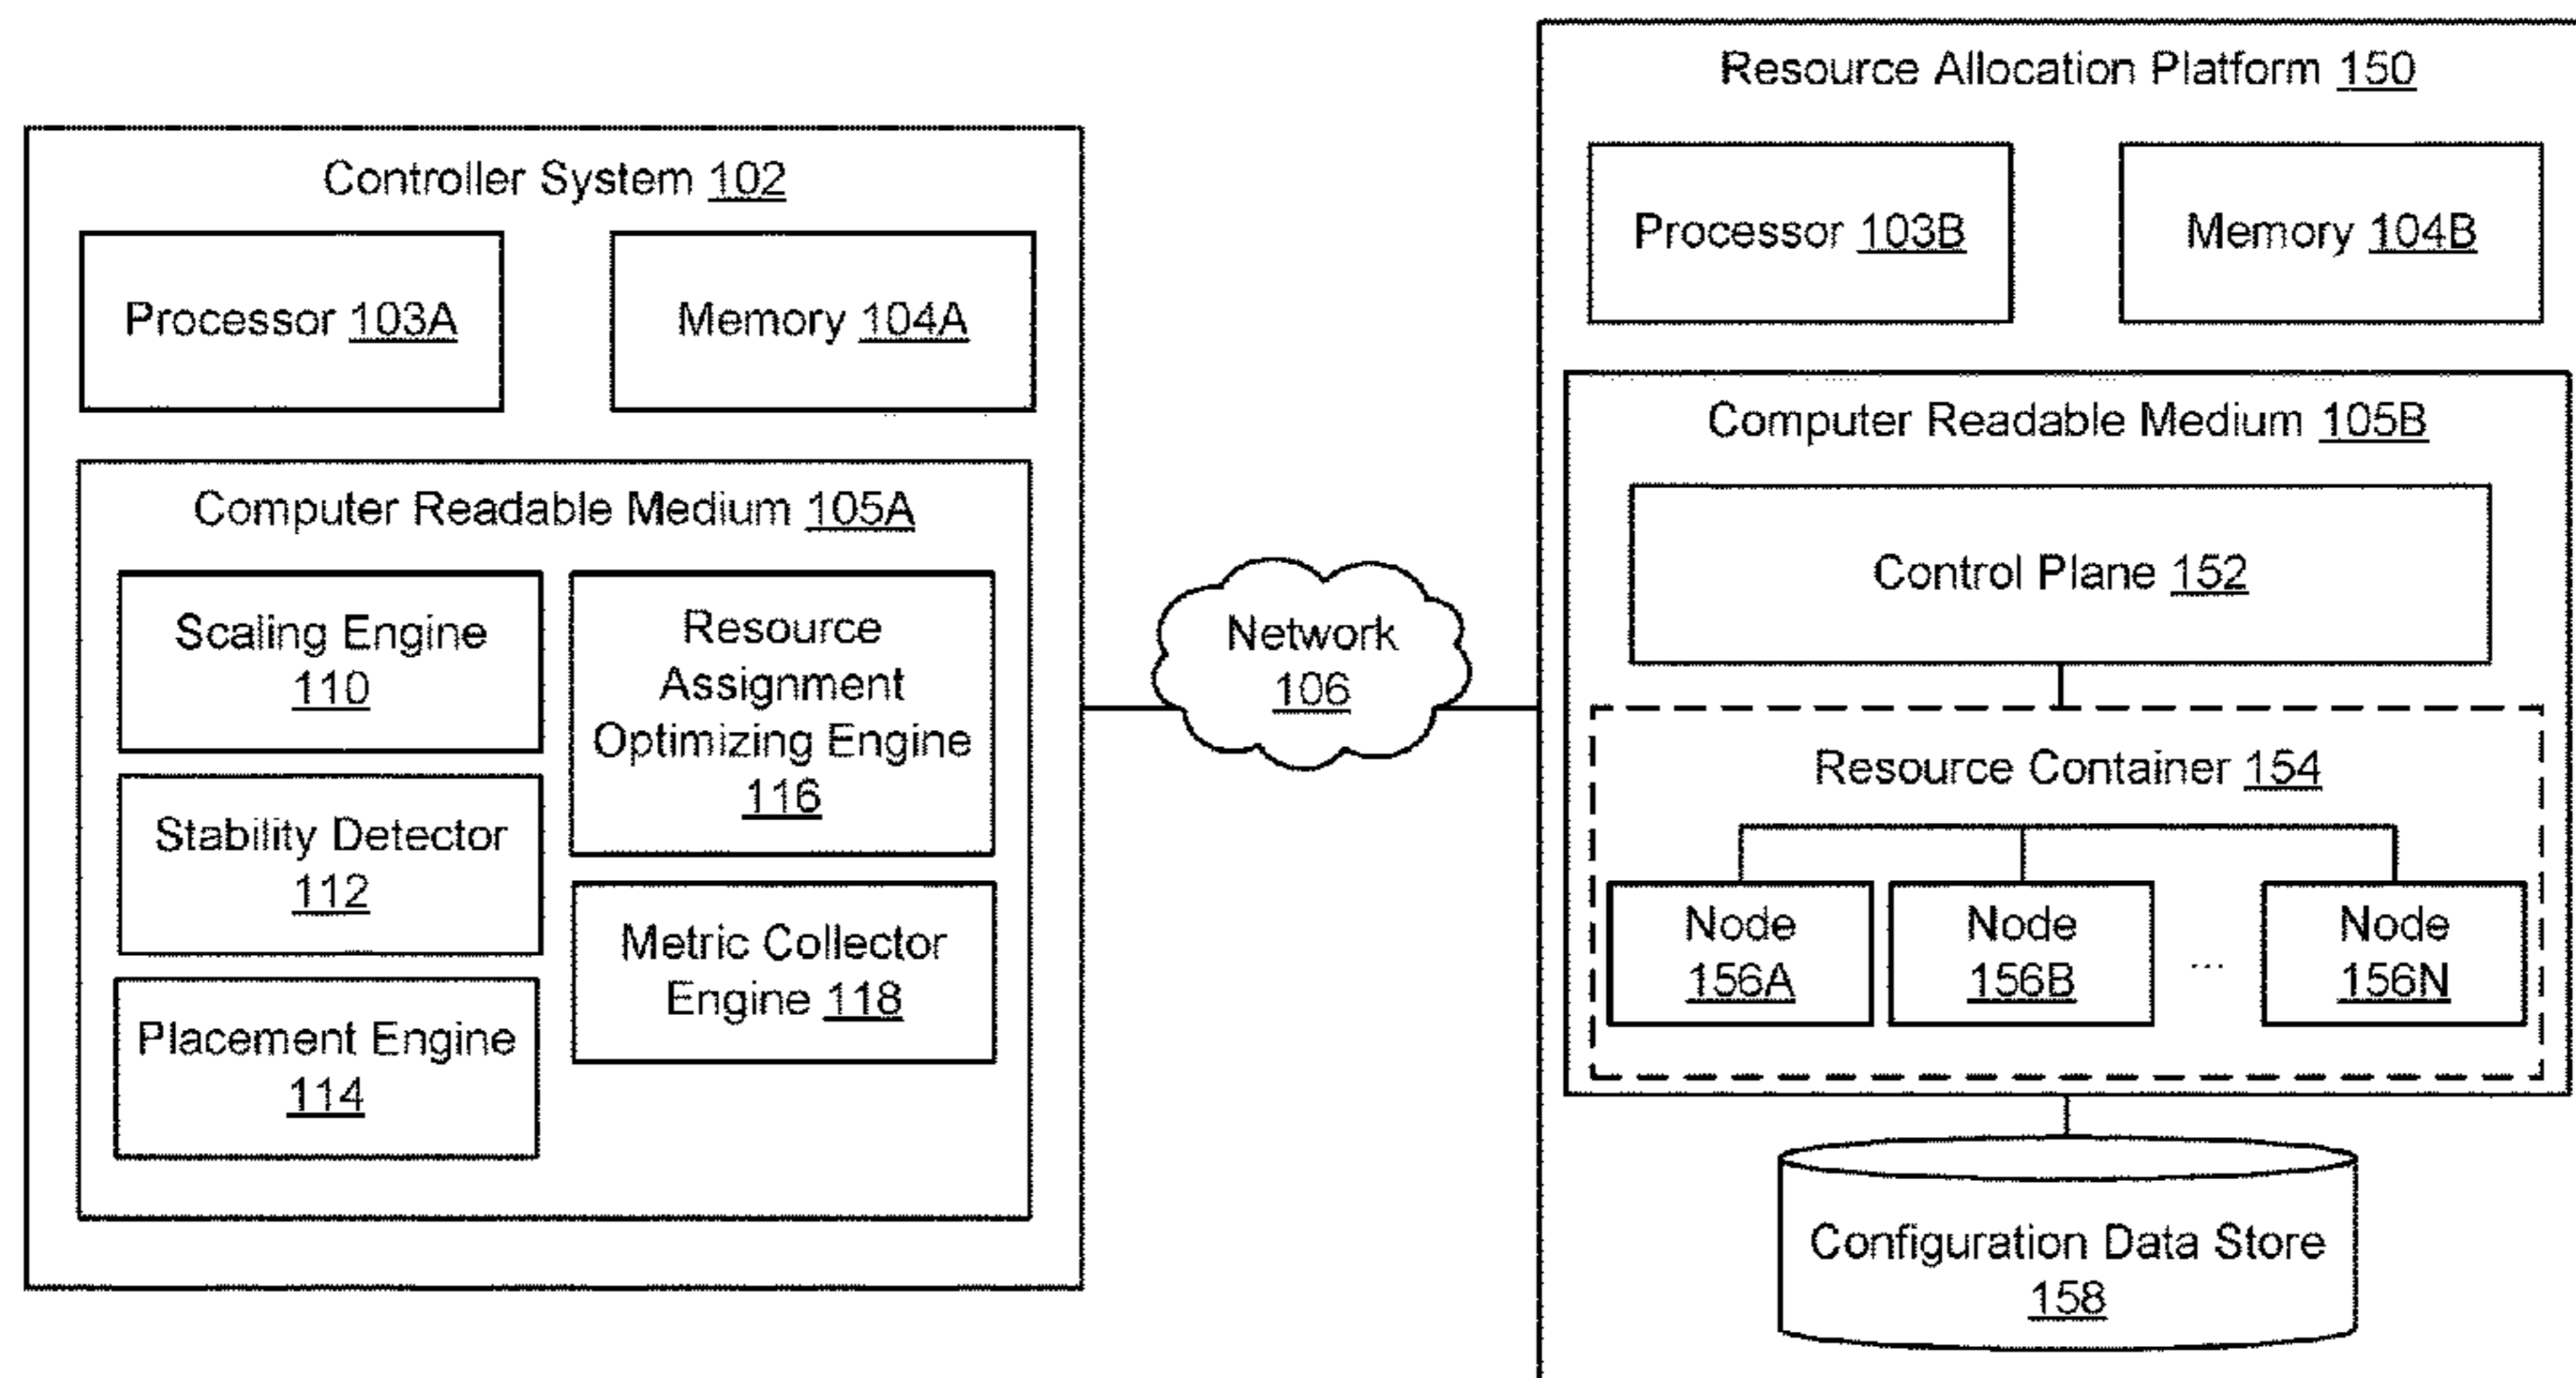 Controller System 102
Processor 103A
Memory 104A
Computer Readable Medium 105A
Scaling Engine
110
Resource
Assignment
Optimizing Engine
116
Stability Detector
112
Metric Collector
Engine 118
Placement Engine
114
Network
106
Resource Allocation Platform 150
Processor 103B
Memory 104B
Computer Readable Medium 105B
Control Plane 152
Resource Container 154
Node
156A
Node
156B
...
Node
156N
Configuration Data Store
158